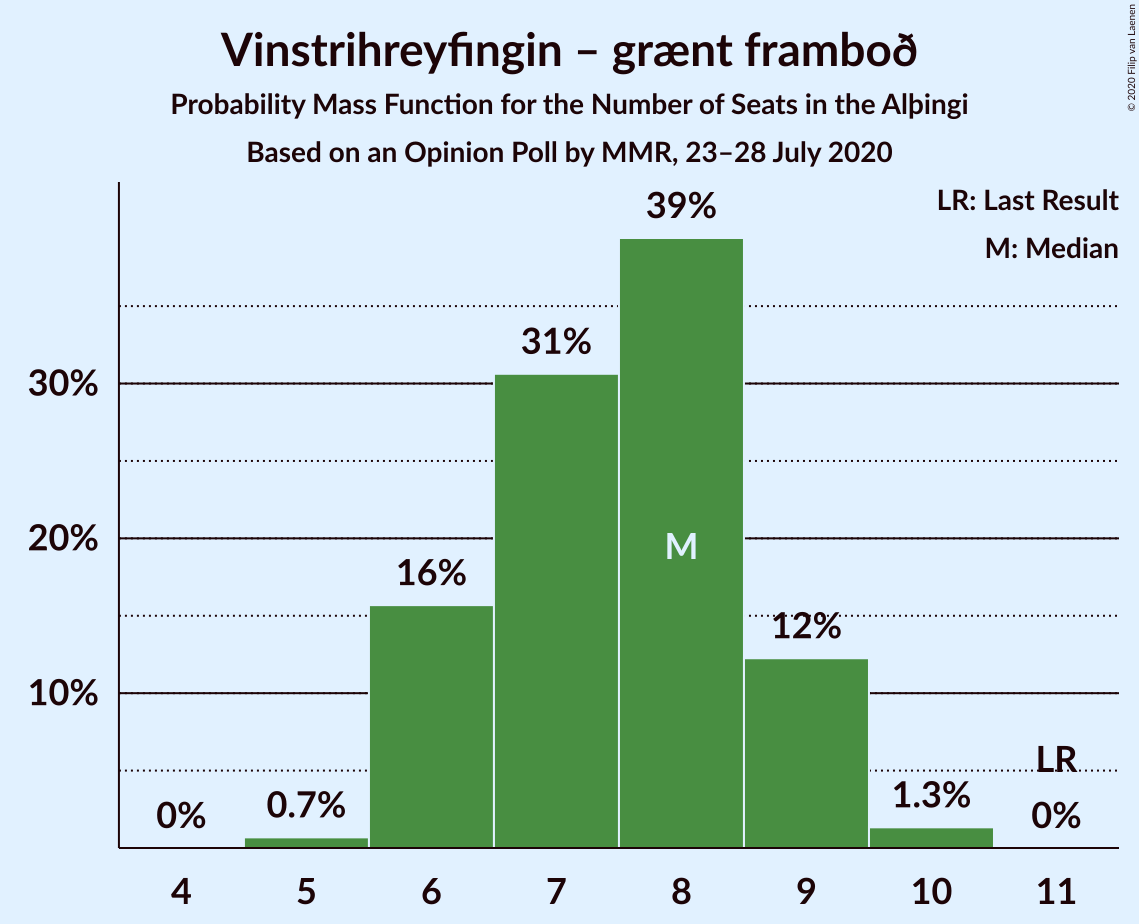 Vinstrihreyfingin – grænt framboð
Probability Mass Function for the Number of Seats in the Alþingi
Based on an Opinion Poll by MMR, 23–28 July 2020
© 2020 Filip van Laenen
LR: Last Result
M: Median
39%
31%
30%
20%
M
16%
12%
10%
LR
1.3%
0.7%
0%
0%
4 5 6 7 8 9 10 11